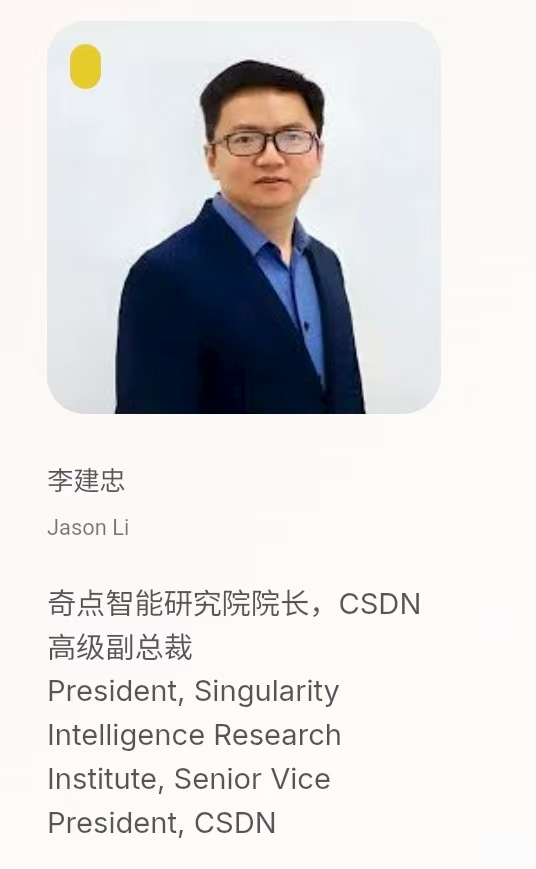 李建忠
Jason Li
奇点智能研究院院长，CSDN
高级副总裁
President, Singularity
Intelligence Research
Institute, Senior Vice
President, CSDN